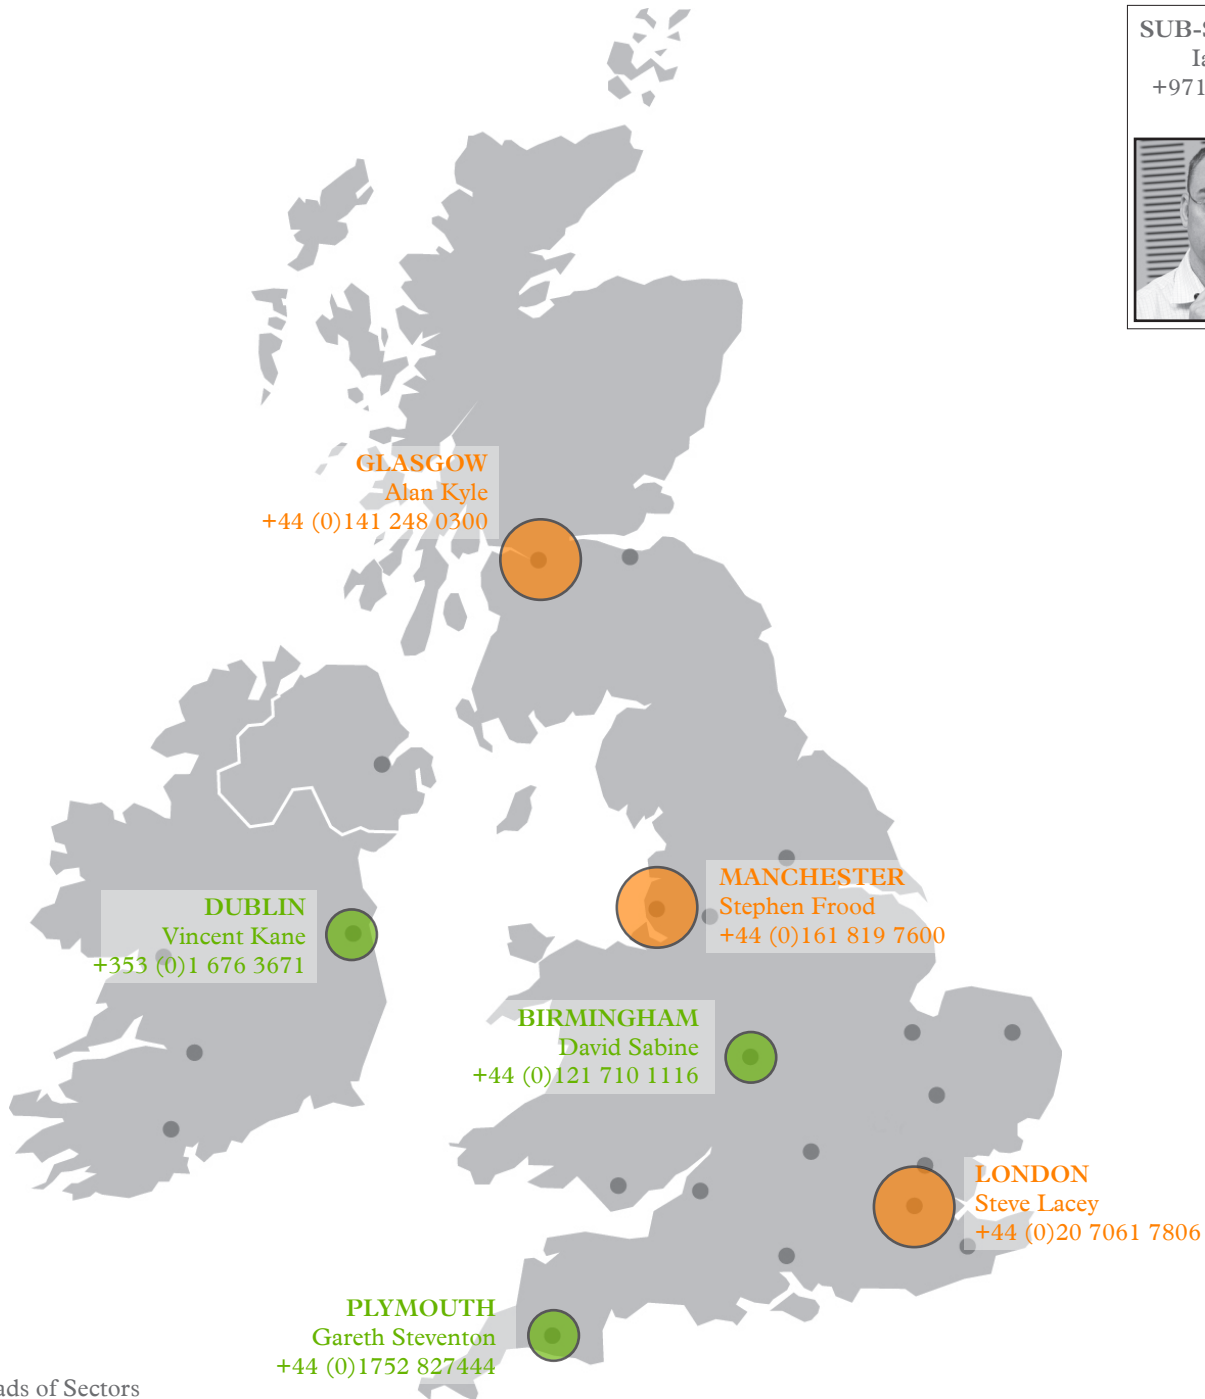 SUB-
+971
GLASGOW
Alan Kyle
+44 (0)141 248 0300
MANCHESTER
Stephen Frood
+44 (0)161 819 7600
DUBLIN
Vincent Kane
+353 (0)1 676 3671
BIRMINGHAM
David Sabine
+44 (0)121 710 1116
LONDON
Steve Lacey
+44 (0)20 7061 7806
PLYMOUTH
Gareth Steventon
+44 (0)1752 827444
of Sectors